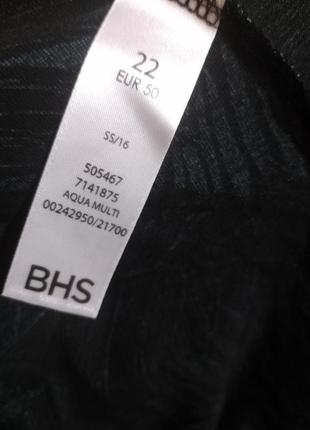 22
EUR 50
SS/16
505467
7141875
AQUA MULTI
00242950/21700
BHS